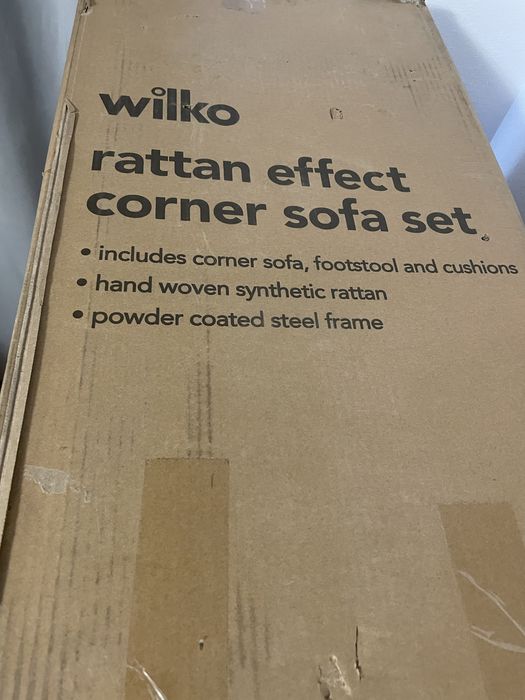 wilko
rattan effect
corner sofa set
• includes corner sofa, footstool and cushions
• hand woven synthetic rattan
• powder coated steel frame